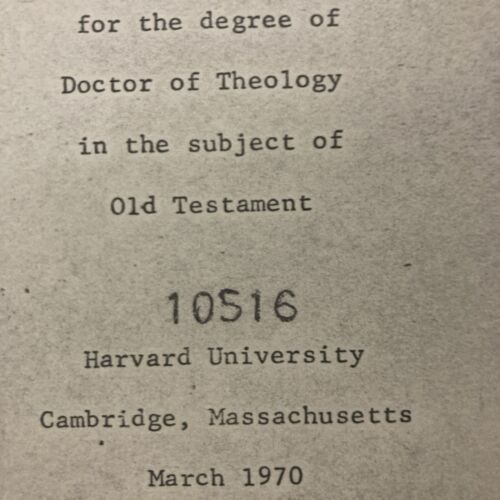 for the degree of
Doctor of Theology
in the subject of
Old Testament
10516
Harvard University
Cambridge, Massachusetts
March 1970